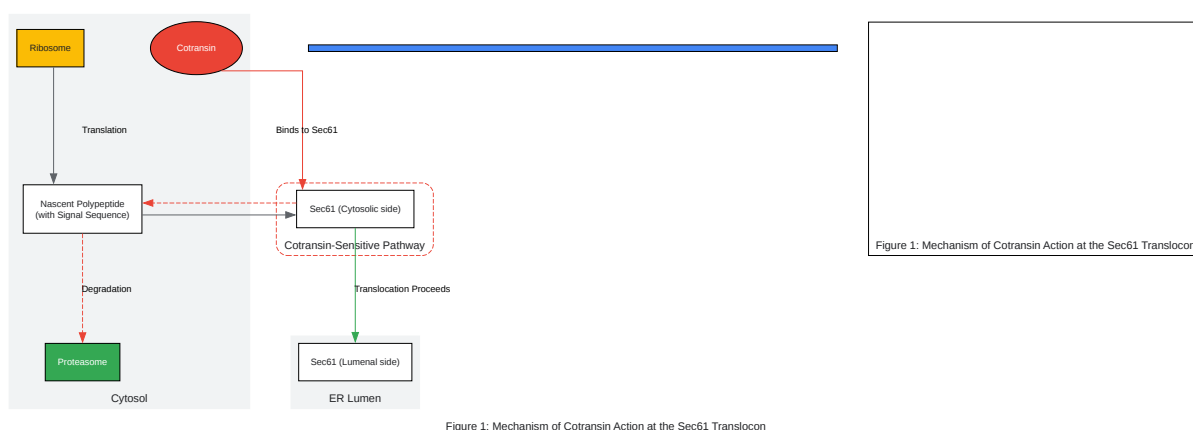 Ribosome
Cotransin
Translation
Binds to Sec61
Nascent Polypeptide
(with Signal Sequence)
Sec61 (Cytosolic side)
Cotransin-Sensitive Pathway
Degradation
Translocation Proceeds
Proteasome
Sec61 (Lumenal side)
Cytosol
ER Lumen
Figure 1: Mechanism of Cotransin Action at the Sec61 Translocon
Figure 1: Mechanism of Cotransin Action at the Sec61 Translocon